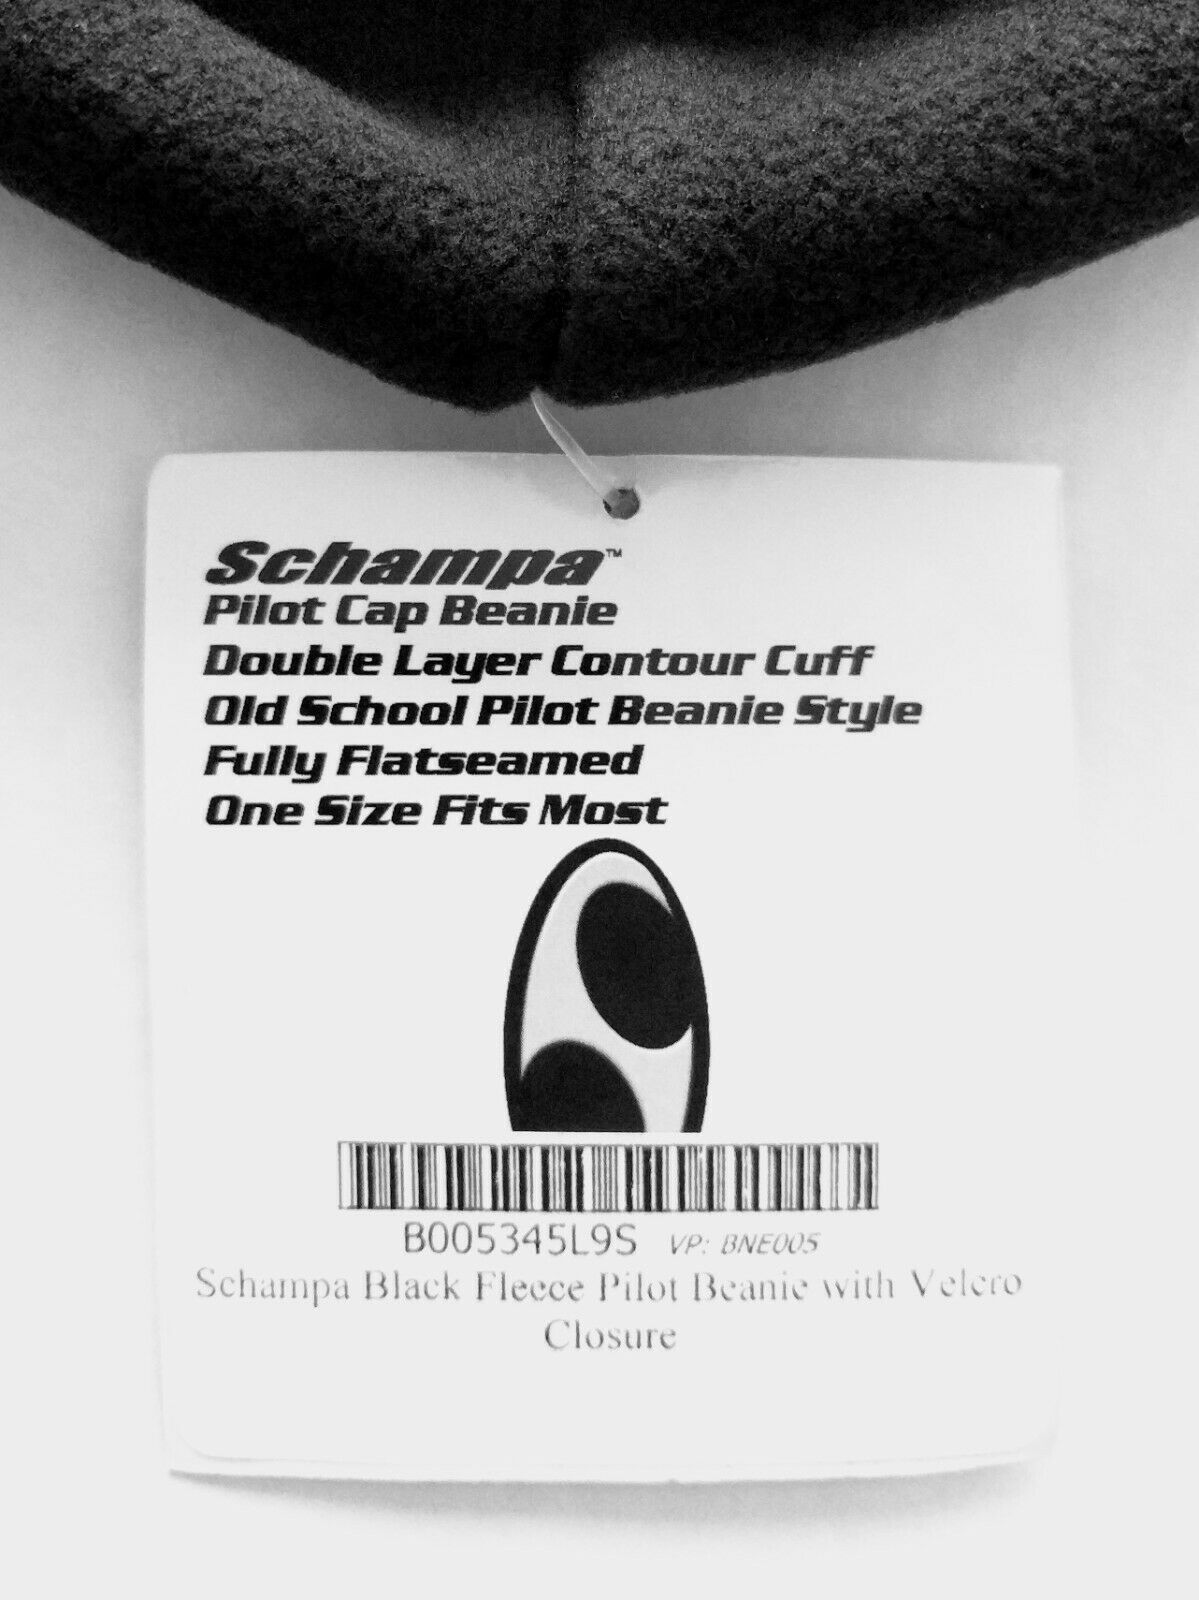 Schampa™
Pilot Cap Beanie
Double Layer Contour Cuff
Old School Pilot Beanie Style
Fully Flatseamed
One Size Fits Most
B005345L9S VP: BNE005
Schampa Black Fleece Pilot Beanie with Velcro
Closure